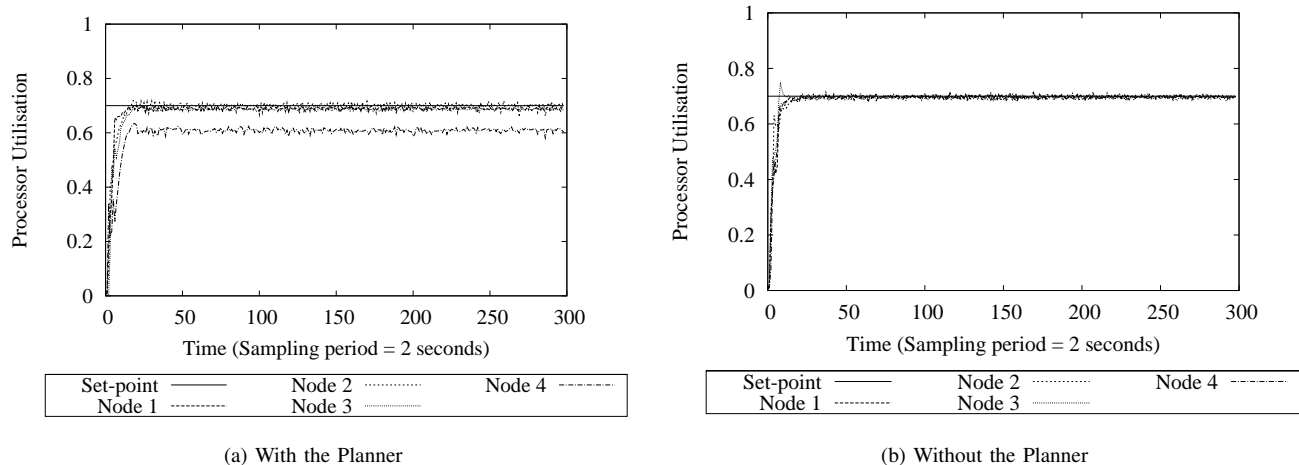 1
0.8
0.6
0.4
0.2
0
Processor Utilisation
0 50 100 150 200 250 300
Time (Sampling period = 2 seconds)
Set-point Node 2 Node 4
Node 1 Node 3
(a) With the Planner
1
0.8
0.6
0.4
0.2
0
Processor Utilisation
0 50 100 150 200 250 300
Time (Sampling period = 2 seconds)
Set-point Node 2 Node 4
Node 1 Node 3
(b) Without the Planner